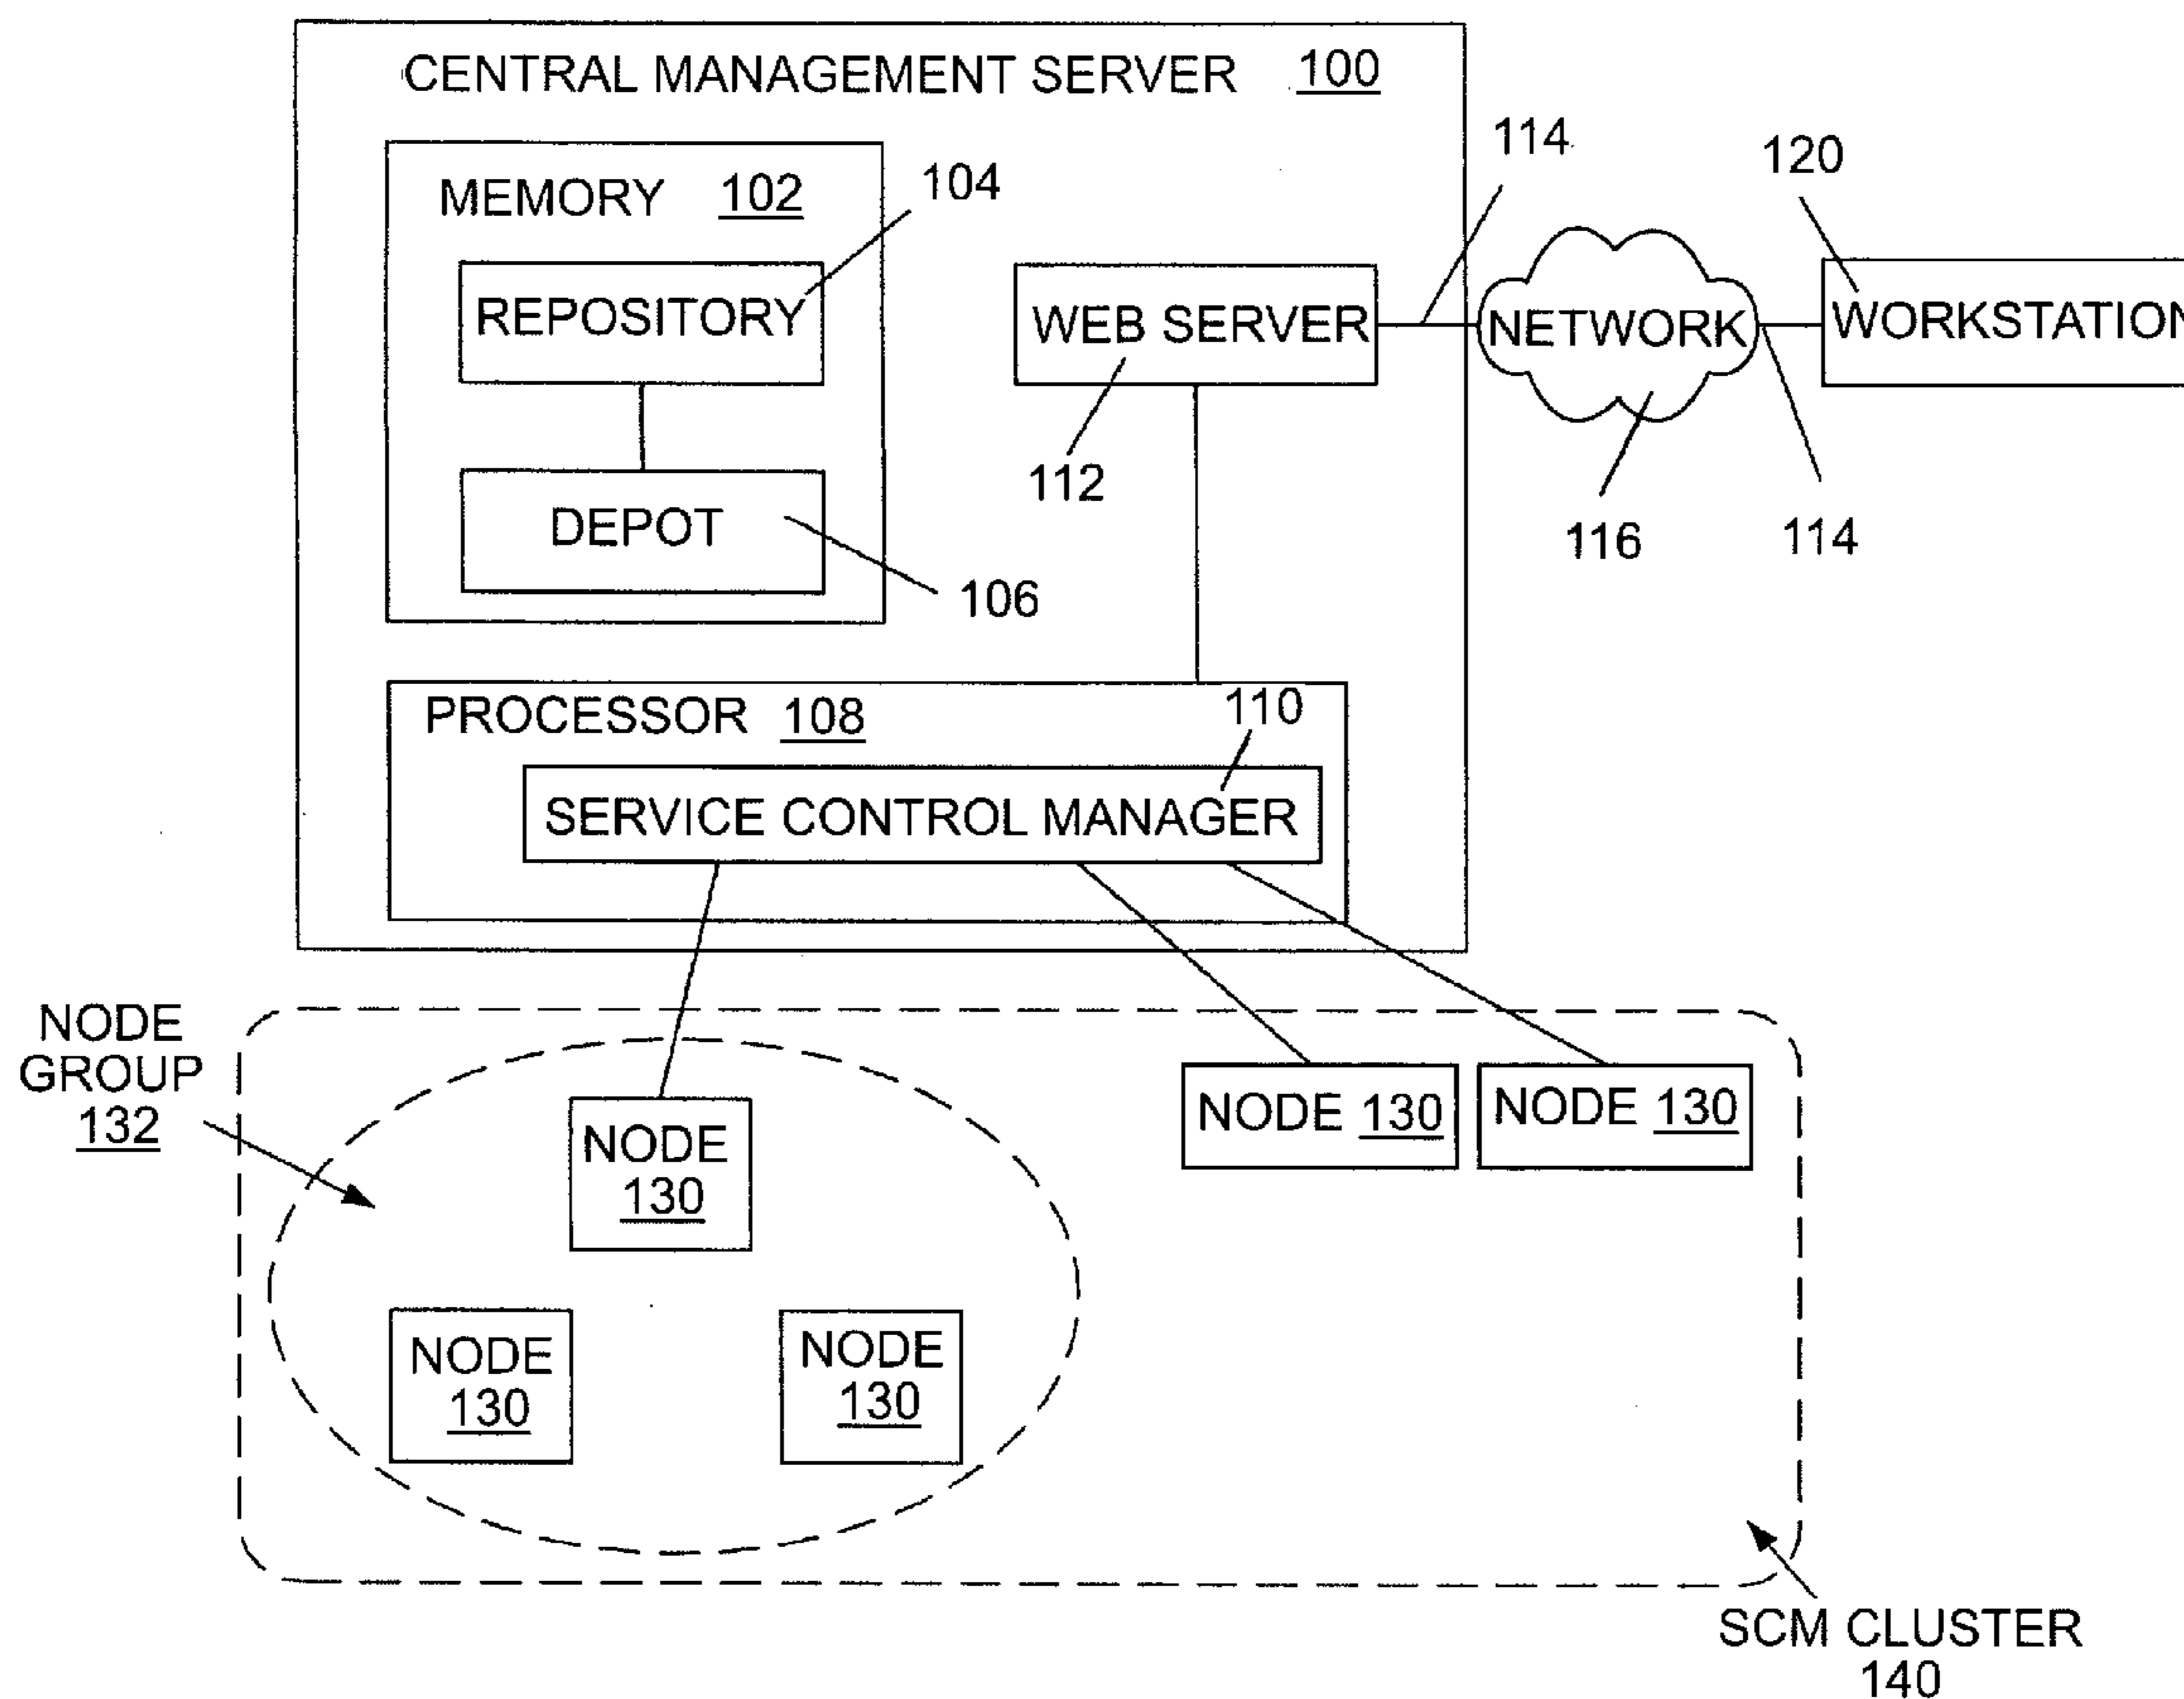 CENTRAL MANAGEMENT SERVER 100
114
120
MEMORY 102
104
REPOSITORY
WEB SERVER
NETWORK
WORKSTATION
112
DEPOT
116
114
106
PROCESSOR 108
110
SERVICE CONTROL MANAGER
NODE
GROUP
132
NODE 130
NODE 130
NODE
130
NODE
130
NODE
130
SCM CLUSTER
140